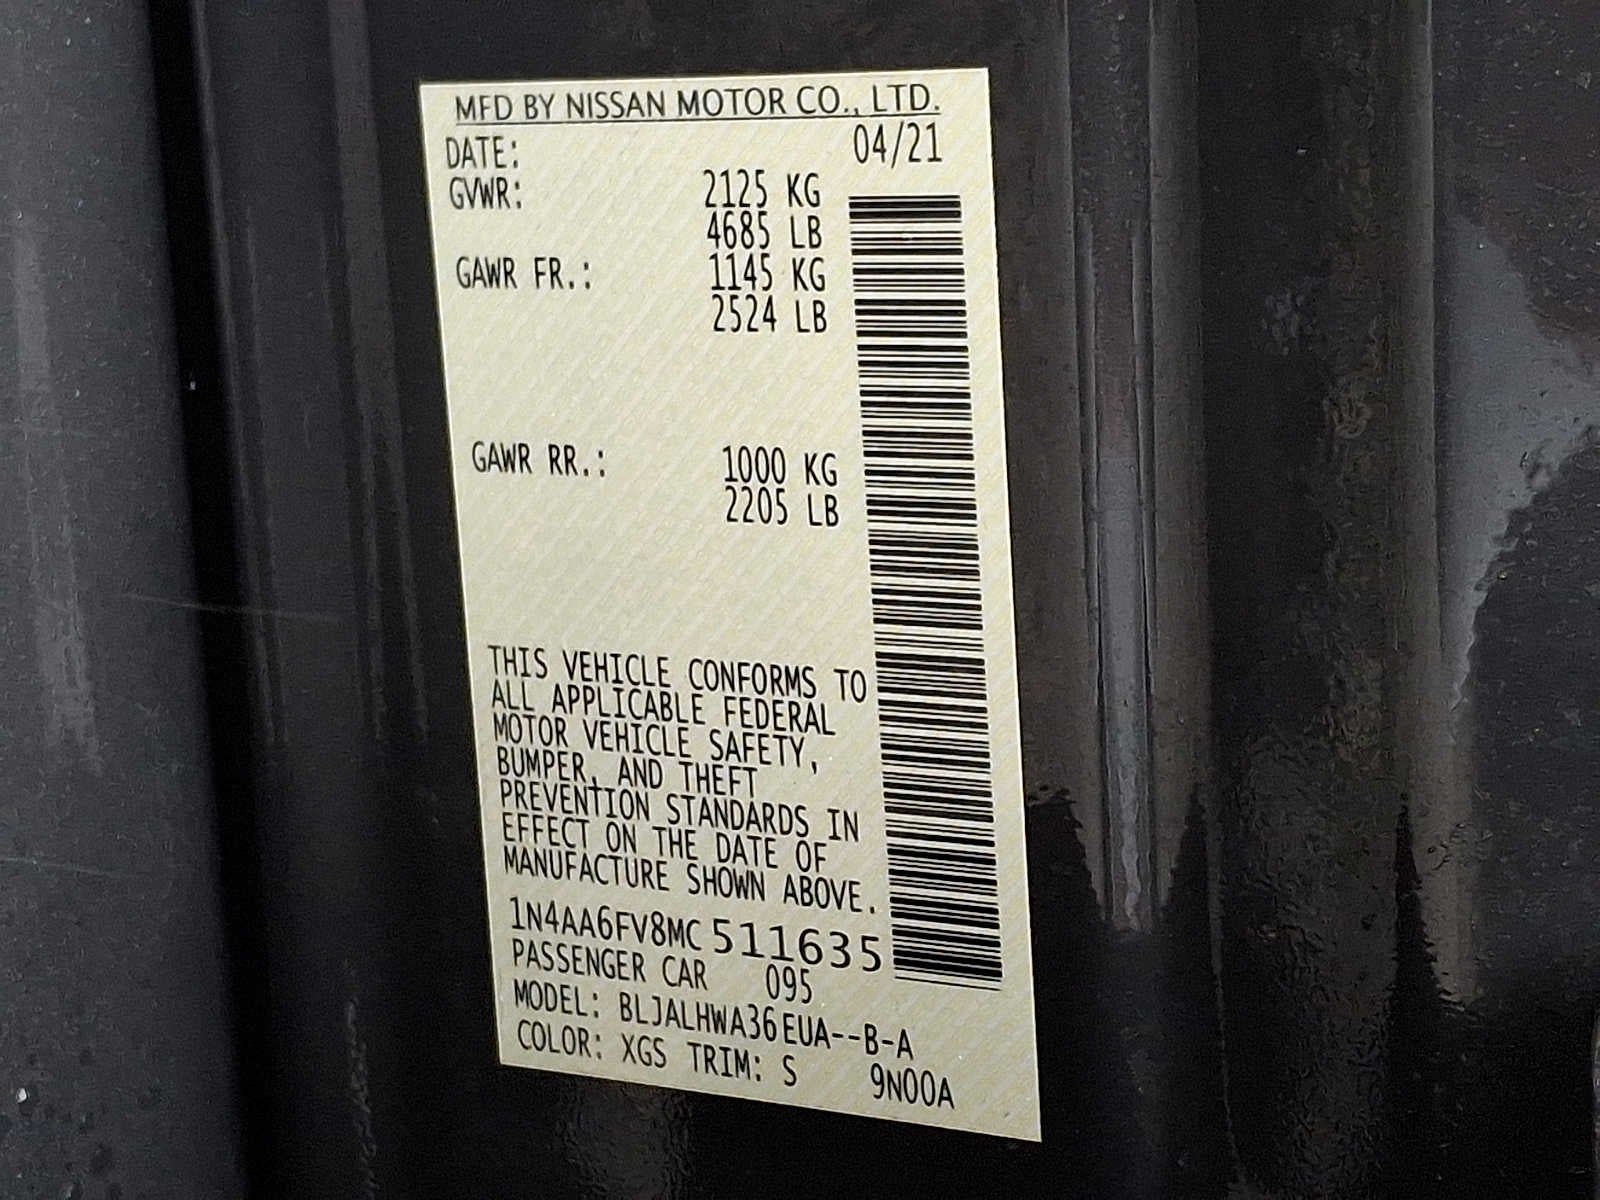 MFD BY NISSAN MOTOR CO., LTD.
DATE: 04/21
GVWR: 2125 KG
4685 LB
GAWR FR.: 1145 KG
2524 LB
GAWR RR.: 1000 KG
2205 LB
THIS VEHICLE CONFORMS TO
ALL APPLICABLE FEDERAL
MOTOR VEHICLE SAFETY,
BUMPER, AND THEFT
PREVENTION STANDARDS IN
EFFECT ON THE DATE OF
MANUFACTURE SHOWN ABOVE.
1N4AA6FV8MC511635
PASSENGER CAR 095
MODEL: BLJALHWA36EUA--B-A
COLOR: XGS TRIM: S 9N00A